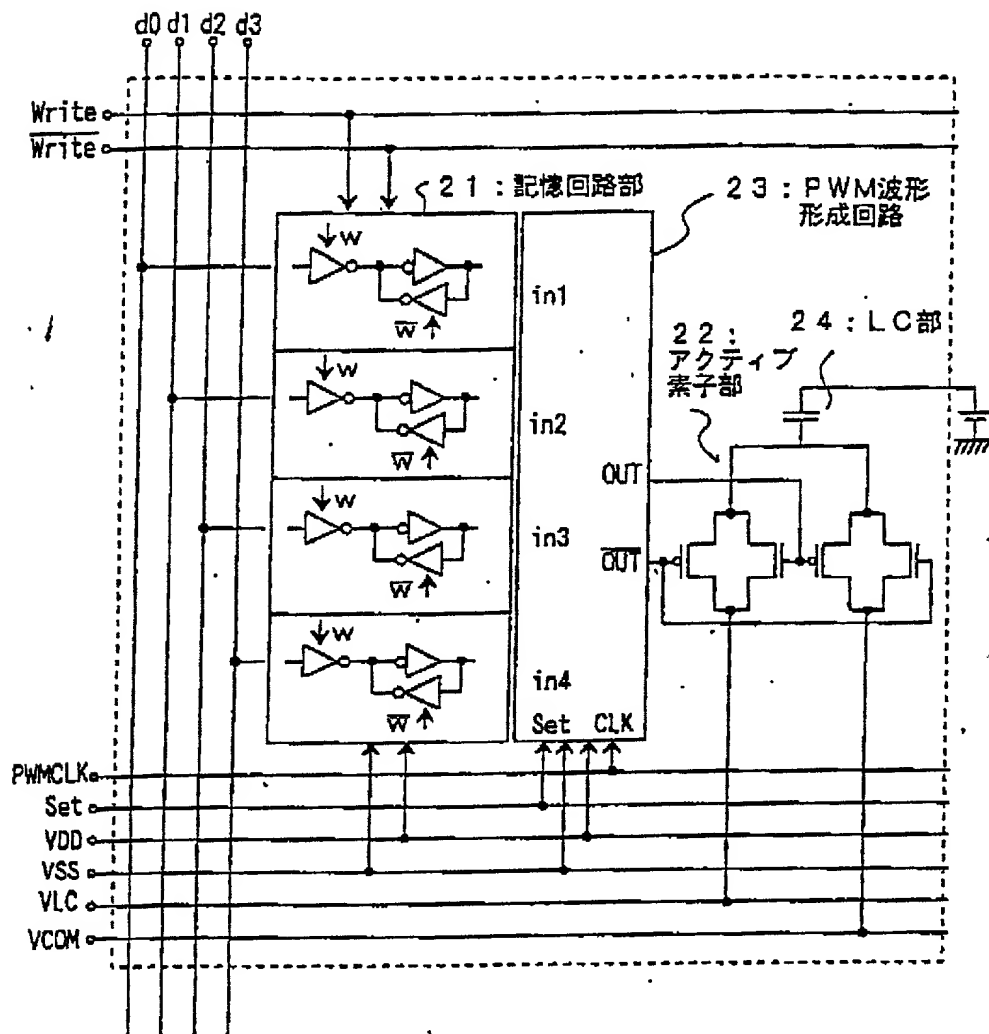 d0 d1 d2 d3
Write
W̅r̅i̅t̅e̅
21:記憶回路部
23:PWM波形
形成回路
w
w̅
in1
w
w̅
in2
w
w̅
in3
w
w̅
in4
22:
アクティブ
素子部
24:LC部
OUT
O̅U̅T̅
Set CLK
PWMCLK
Set
VDD
VSS
VLC
VCOM